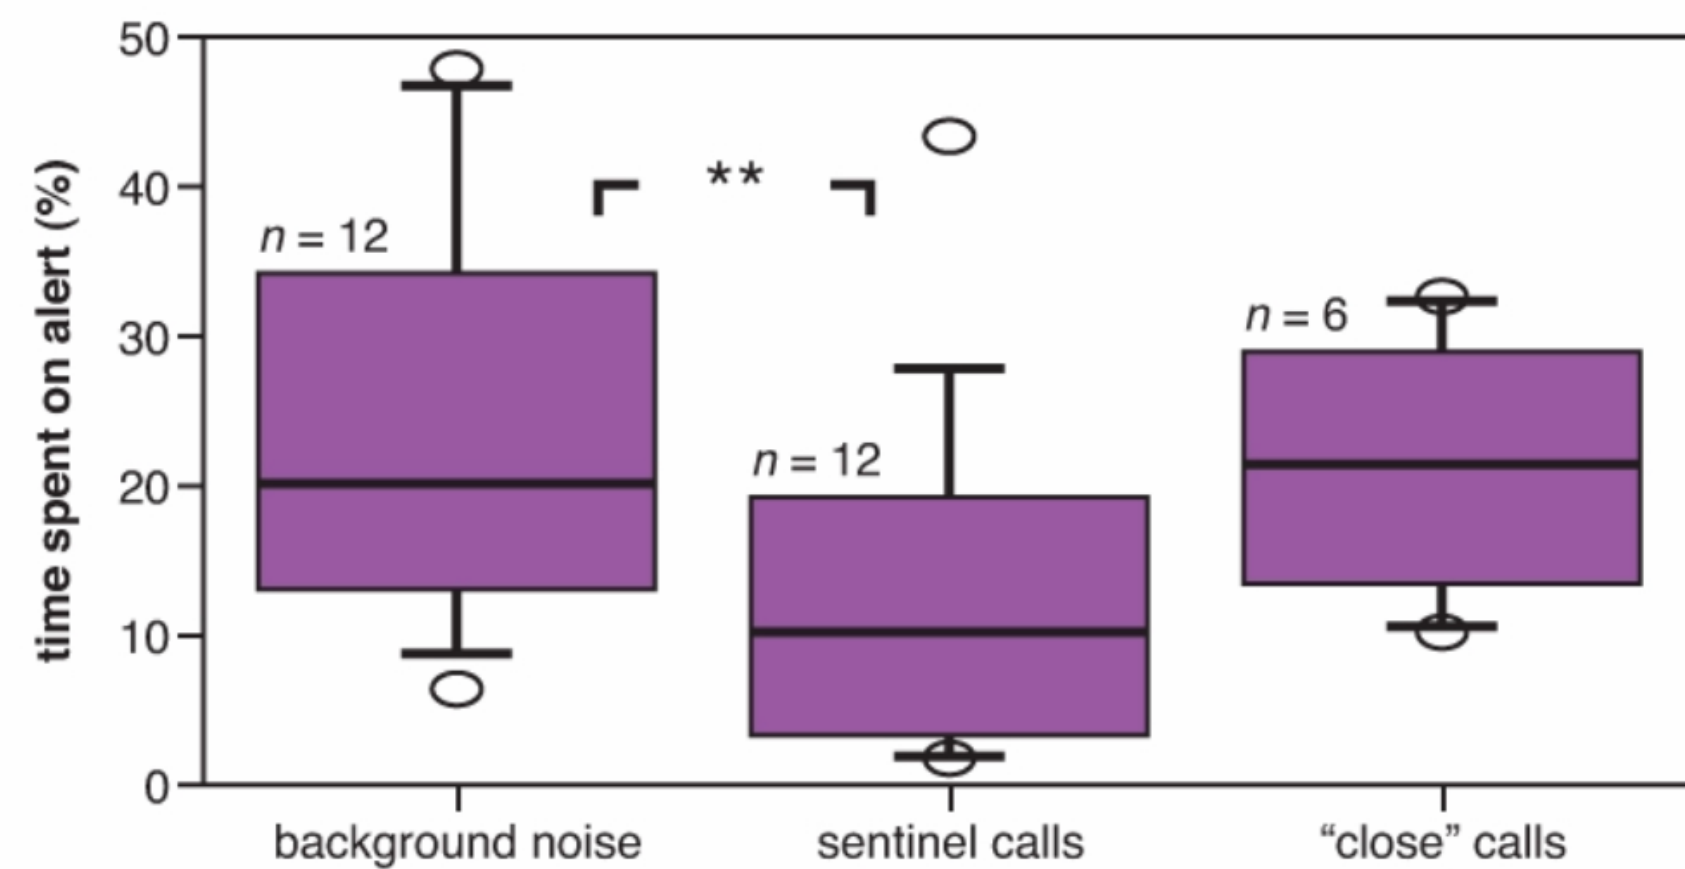 time spent on alert (%)
50
40
30
20
10
0
n = 12
**
n = 12
n = 6
background noise
sentinel calls
“close” calls